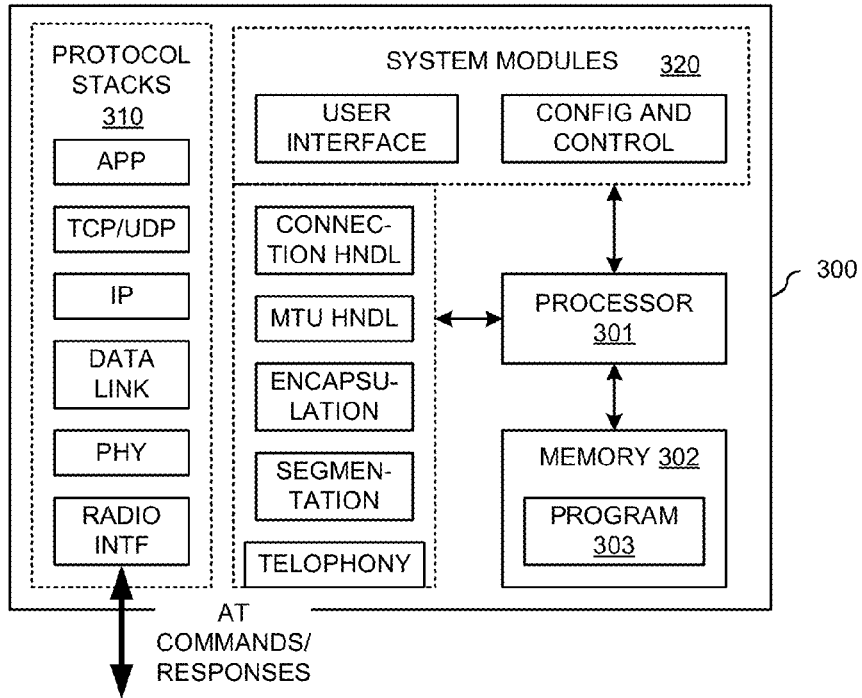 PROTOCOL
STACKS
310
APP
TCP/UDP
IP
DATA
LINK
PHY
RADIO
INTF
SYSTEM MODULES 320
USER
INTERFACE
CONFIG AND
CONTROL
CONNEC-
TION HNDL
MTU HNDL
ENCAPSU-
LATION
SEGMEN-
TATION
TELOPHONY
PROCESSOR
301
MEMORY 302
PROGRAM
303
300
AT
COMMANDS/
RESPONSES